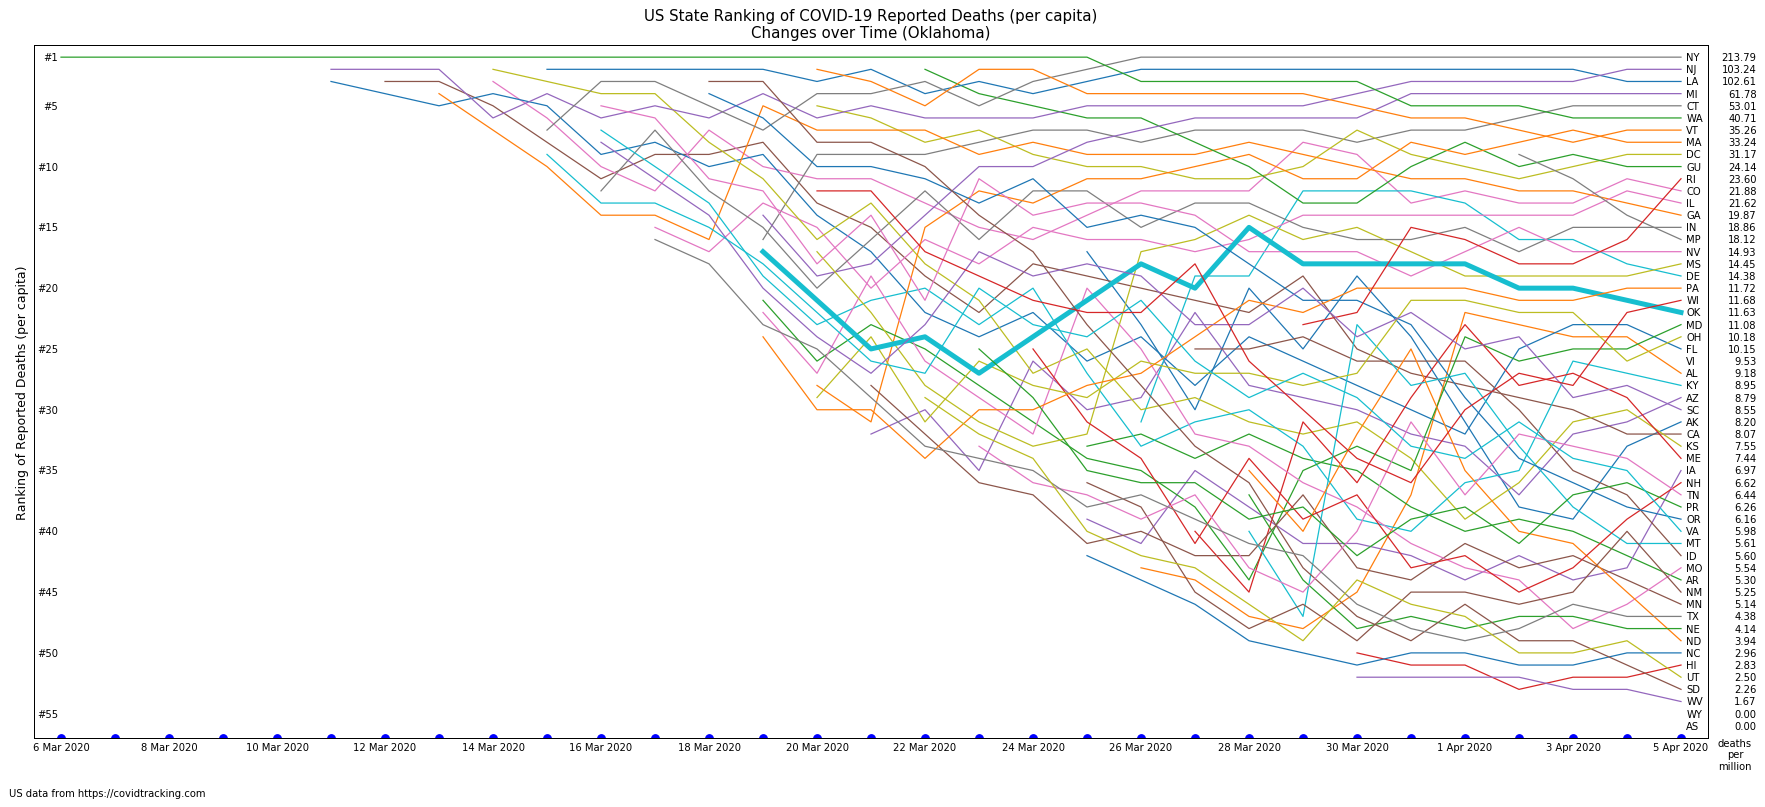 US State Ranking of COVID-19 Reported Deaths (per capita)
Changes over Time (Oklahoma)
Ranking of Reported Deaths (per capita)
#1
#5
#10
#15
#20
#25
#30
#35
#40
#45
#50
#55
NY 213.79
NJ 103.24
LA 102.61
MI 61.78
CT 53.01
WA 40.71
VT 35.26
MA 33.24
DC 31.17
GU 24.14
RI 23.60
CO 21.88
IL 21.62
GA 19.87
IN 18.86
MP 18.12
NV 14.93
MS 14.45
DE 14.38
PA 11.72
WI 11.68
OK 11.63
MD 11.08
OH 10.18
FL 10.15
VI 9.53
AL 9.18
KY 8.95
AZ 8.79
SC 8.55
AK 8.20
CA 8.07
KS 7.55
ME 7.44
IA 6.97
NH 6.62
TN 6.44
PR 6.26
OR 6.16
VA 5.98
MT 5.61
ID 5.60
MO 5.54
AR 5.30
NM 5.25
MN 5.14
TX 4.38
NE 4.14
ND 3.94
NC 2.96
HI 2.83
UT 2.50
SD 2.26
WV 1.67
WY 0.00
AS 0.00
6 Mar 2020 8 Mar 2020 10 Mar 2020 12 Mar 2020 14 Mar 2020 16 Mar 2020 18 Mar 2020 20 Mar 2020 22 Mar 2020 24 Mar 2020 26 Mar 2020 28 Mar 2020 30 Mar 2020 1 Apr 2020 3 Apr 2020 5 Apr 2020
deaths
per
million
US data from https://covidtracking.com